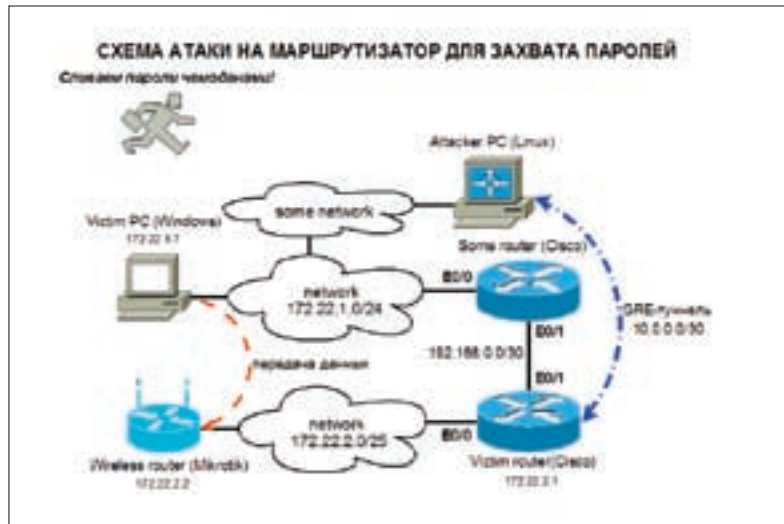 СХЕМА АТАКИ НА МАРШРУТИЗАТОР ДЛЯ ЗАХВАТА ПАРОЛЕЙ
пароли чемоданами!
Attacker PC (Linux)
some network
Victim PC (Windows)
Some router (Cisco)
E0/0
network
172.22.1.0/24
GRE-туннель
10.0.0.0/30
E0/1
192.168.0.0/30
передача данных
E0/1
network
172.22.2.0/25
E0/0
Wireless router (Mikrotik)
172.22.2.2
Victim router(Cisco)
172.22.2.1